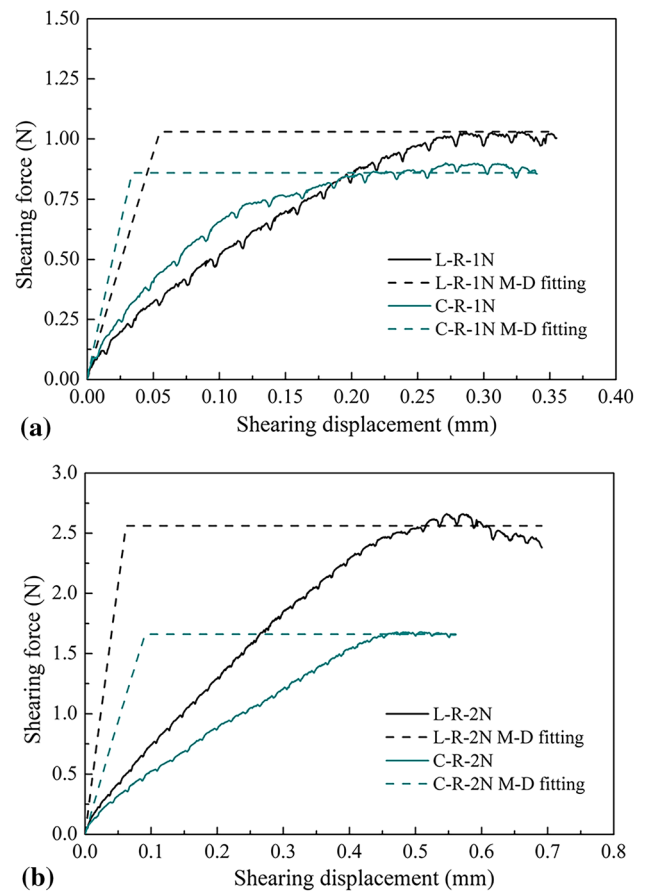 1.50
1.25
1.00
0.75
0.50
0.25
0.00
Shearing force (N)
L-R-1N
L-R-1N M-D fitting
C-R-1N
C-R-1N M-D fitting
0.00 0.05 0.10 0.15 0.20 0.25 0.30 0.35 0.40
Shearing displacement (mm)
(a)
3.0
2.5
2.0
1.5
1.0
0.5
0.0
Shearing force (N)
L-R-2N
L-R-2N M-D fitting
C-R-2N
C-R-2N M-D fitting
0.0 0.1 0.2 0.3 0.4 0.5 0.6 0.7 0.8
Shearing displacement (mm)
(b)